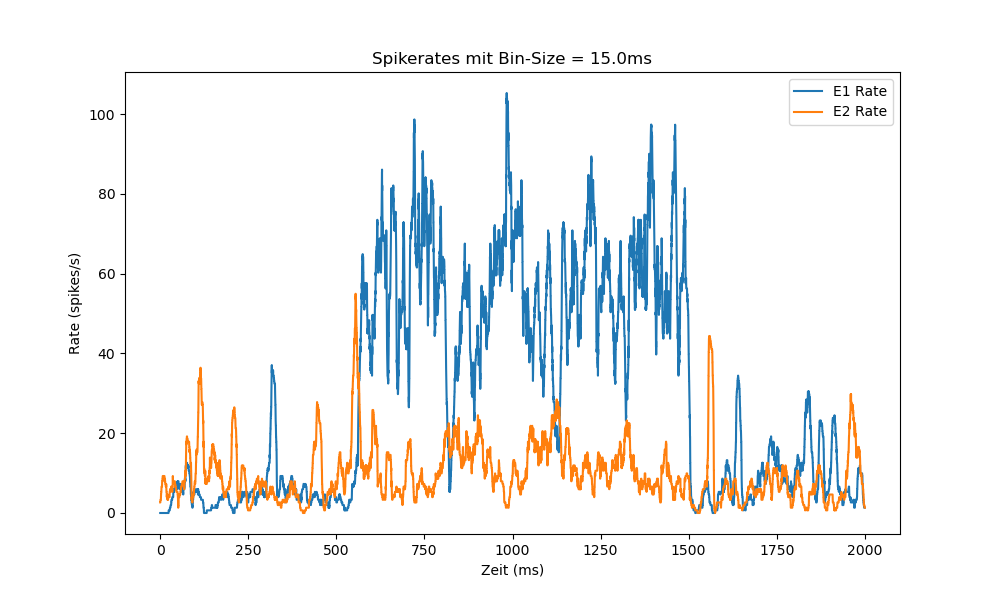 Spikerates mit Bin-Size = 15.0ms
E1 Rate
E2 Rate
Rate (spikes/s)
100
80
60
40
20
0
0 250 500 750 1000 1250 1500 1750 2000
Zeit (ms)